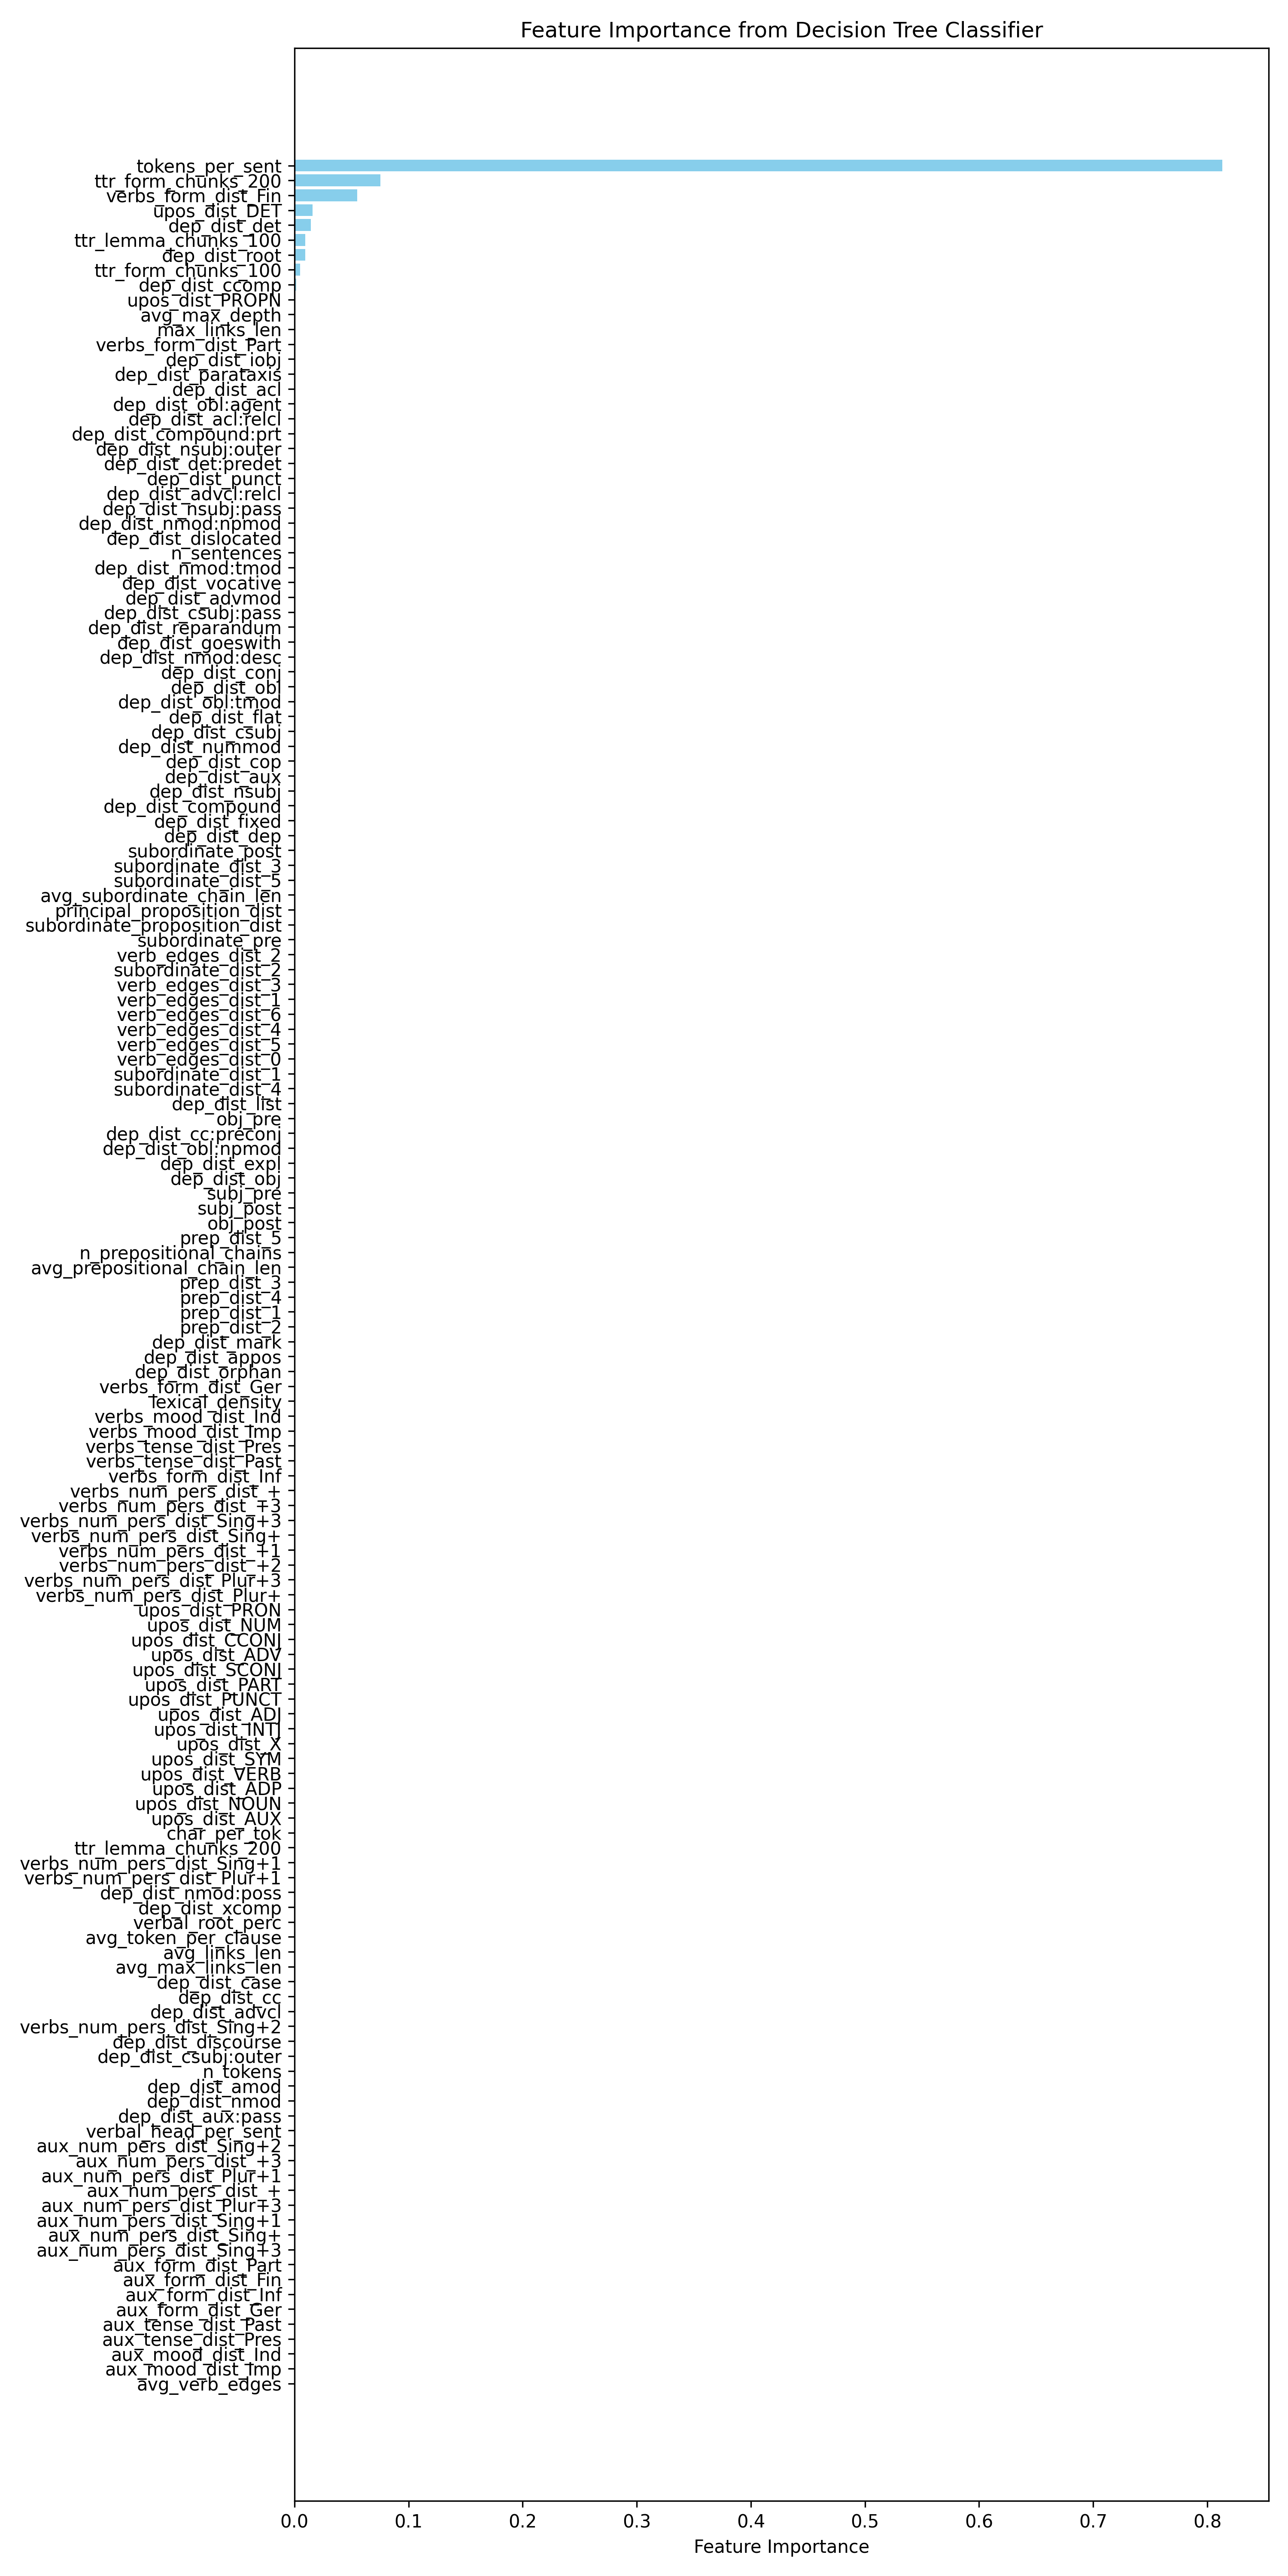 Feature Importance from Decision Tree Classifier
tokens_per_sent
ttr_form_chunks_200
verbs_form_dist_Fin
upos_dist_DET
dep_dist_det
ttr_lemma_chunks_100
dep_dist_root
ttr_form_chunks_100
dep_dist_ccomp
upos_dist_PROPN
avg_max_depth
max_links_len
verbs_form_dist_Part
dep_dist_iobj
dep_dist_parataxis
dep_dist_acl
dep_dist_obl:agent
dep_dist_acl:relcl
dep_dist_compound:prt
dep_dist_nsubj:outer
dep_dist_det:predet
dep_dist_punct
dep_dist_advcl:relcl
dep_dist_nsubj:pass
dep_dist_nmod:npmod
dep_dist_dislocated
n_sentences
dep_dist_nmod:tmod
dep_dist_vocative
dep_dist_advmod
dep_dist_csubj:pass
dep_dist_reparandum
dep_dist_goeswith
dep_dist_nmod:desc
dep_dist_conj
dep_dist_obl
dep_dist_obl:tmod
dep_dist_flat
dep_dist_csubj
dep_dist_nummod
dep_dist_cop
dep_dist_aux
dep_dist_nsubj
dep_dist_compound
dep_dist_fixed
dep_dist_dep
subordinate_post
subordinate_dist_3
subordinate_dist_5
avg_subordinate_chain_len
principal_proposition_dist
subordinate_proposition_dist
subordinate_pre
verb_edges_dist_2
subordinate_dist_2
verb_edges_dist_3
verb_edges_dist_1
verb_edges_dist_6
verb_edges_dist_4
verb_edges_dist_5
verb_edges_dist_0
subordinate_dist_1
subordinate_dist_4
dep_dist_list
obj_pre
dep_dist_cc:preconj
dep_dist_obl:npmod
dep_dist_expl
dep_dist_obj
subj_pre
subj_post
obj_post
prep_dist_5
n_prepositional_chains
avg_prepositional_chain_len
prep_dist_3
prep_dist_4
prep_dist_1
prep_dist_2
dep_dist_mark
dep_dist_appos
dep_dist_orphan
verbs_form_dist_Ger
lexical_density
verbs_mood_dist_Ind
verbs_mood_dist_Imp
verbs_tense_dist_Pres
verbs_tense_dist_Past
verbs_form_dist_Inf
verbs_num_pers_dist_+
verbs_num_pers_dist_+3
verbs_num_pers_dist_Sing+3
verbs_num_pers_dist_Sing+
verbs_num_pers_dist_+1
verbs_num_pers_dist_+2
verbs_num_pers_dist_Plur+3
verbs_num_pers_dist_Plur+
upos_dist_PRON
upos_dist_NUM
upos_dist_CCONJ
upos_dist_ADV
upos_dist_SCONJ
upos_dist_PART
upos_dist_PUNCT
upos_dist_ADJ
upos_dist_INTJ
upos_dist_X
upos_dist_SYM
upos_dist_VERB
upos_dist_ADP
upos_dist_NOUN
upos_dist_AUX
char_per_tok
ttr_lemma_chunks_200
verbs_num_pers_dist_Sing+1
verbs_num_pers_dist_Plur+1
dep_dist_nmod:poss
dep_dist_xcomp
verbal_root_perc
avg_token_per_clause
avg_links_len
avg_max_links_len
dep_dist_case
dep_dist_cc
dep_dist_advcl
verbs_num_pers_dist_Sing+2
dep_dist_discourse
dep_dist_csubj:outer
n_tokens
dep_dist_amod
dep_dist_nmod
dep_dist_aux:pass
verbal_head_per_sent
aux_num_pers_dist_Sing+2
aux_num_pers_dist_+3
aux_num_pers_dist_Plur+1
aux_num_pers_dist_+
aux_num_pers_dist_Plur+3
aux_num_pers_dist_Sing+1
aux_num_pers_dist_Sing+
aux_num_pers_dist_Sing+3
aux_form_dist_Part
aux_form_dist_Fin
aux_form_dist_Inf
aux_form_dist_Ger
aux_tense_dist_Past
aux_tense_dist_Pres
aux_mood_dist_Ind
aux_mood_dist_Imp
avg_verb_edges
0.0 0.1 0.2 0.3 0.4 0.5 0.6 0.7 0.8
Feature Importance